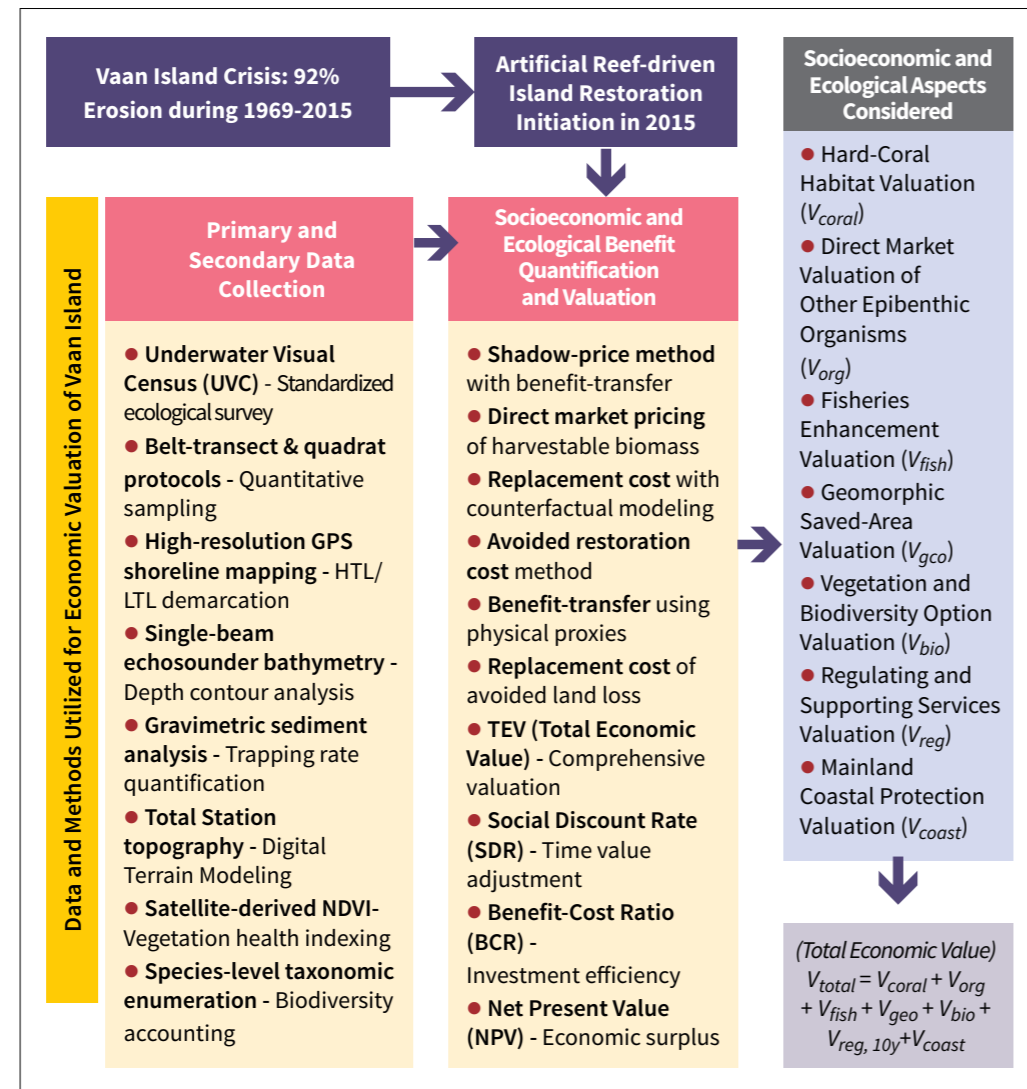 Vaan Island Crisis: 92%
Erosion during 1969-2015
Artificial Reef-driven
Island Restoration
Initiation in 2015
Data and Methods Utilized for Economic Valuation of Vaan Island
Primary and
Secondary Data
Collection
● Underwater Visual
Census (UVC) - Standardized
ecological survey
● Belt-transect & quadrat
protocols - Quantitative
sampling
● High-resolution GPS
shoreline mapping - HTL/
LTL demarcation
● Single-beam
echosounder bathymetry -
Depth contour analysis
● Gravimetric sediment
analysis - Trapping rate
quantification
● Total Station
topography - Digital
Terrain Modeling
● Satellite-derived NDVI-
Vegetation health indexing
● Species-level taxonomic
enumeration - Biodiversity
accounting
Socioeconomic and
Ecological Benefit
Quantification
and Valuation
● Shadow-price method
with benefit-transfer
● Direct market pricing
of harvestable biomass
● Replacement cost with
counterfactual modeling
● Avoided restoration
cost method
● Benefit-transfer using
physical proxies
● Replacement cost of
avoided land loss
● TEV (Total Economic
Value) - Comprehensive
valuation
● Social Discount Rate
(SDR) - Time value
adjustment
● Benefit-Cost Ratio
(BCR) -
Investment efficiency
● Net Present Value
(NPV) - Economic surplus
Socioeconomic and
Ecological Aspects
Considered
● Hard-Coral
Habitat Valuation
(Vcoral)
● Direct Market
Valuation of
Other Epibenthic
Organisms
(Vorg)
● Fisheries
Enhancement
Valuation (Vfish)
● Geomorphic
Saved-Area
Valuation (Vgco)
● Vegetation and
Biodiversity Option
Valuation (Vbio)
● Regulating and
Supporting Services
Valuation (Vreg)
● Mainland
Coastal Protection
Valuation (Vcoast)
(Total Economic Value)
Vtotal = Vcoral + Vorg
+ Vfish + Vgeo + Vbio +
Vreg, 10y+Vcoast